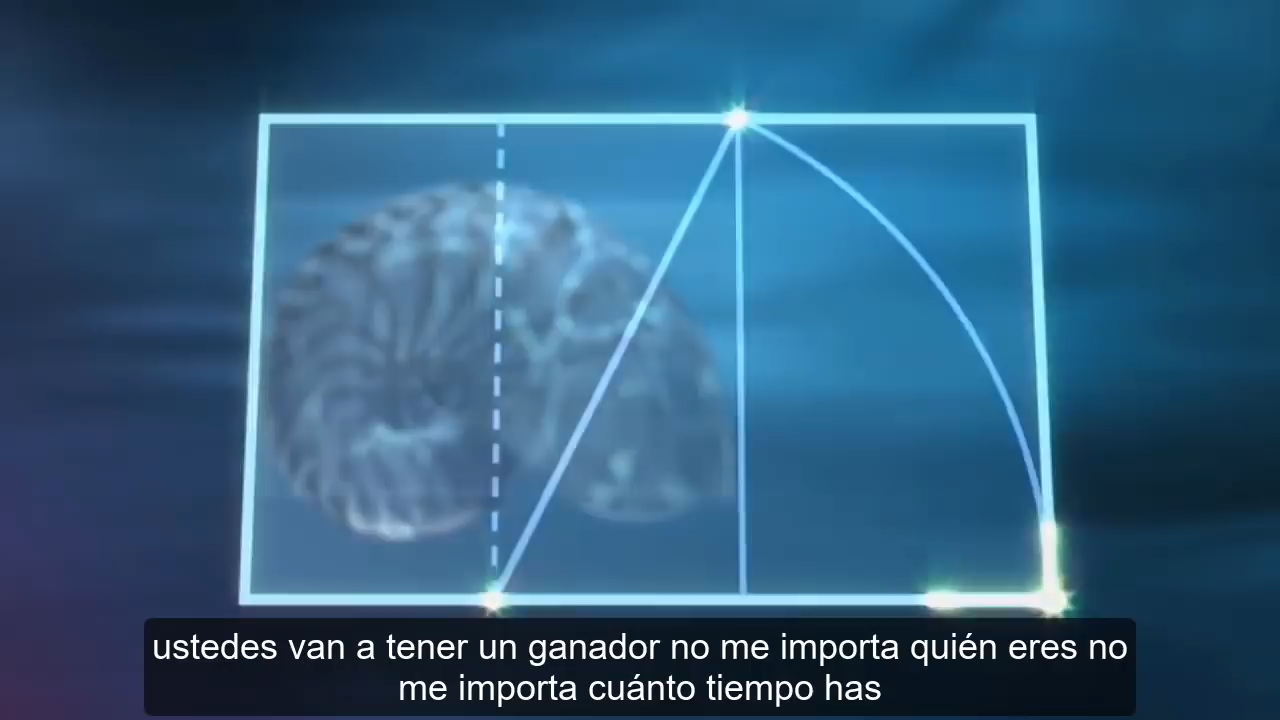 ustedes van a tener un ganador no me importa quién eres no
me importa cuánto tiempo has